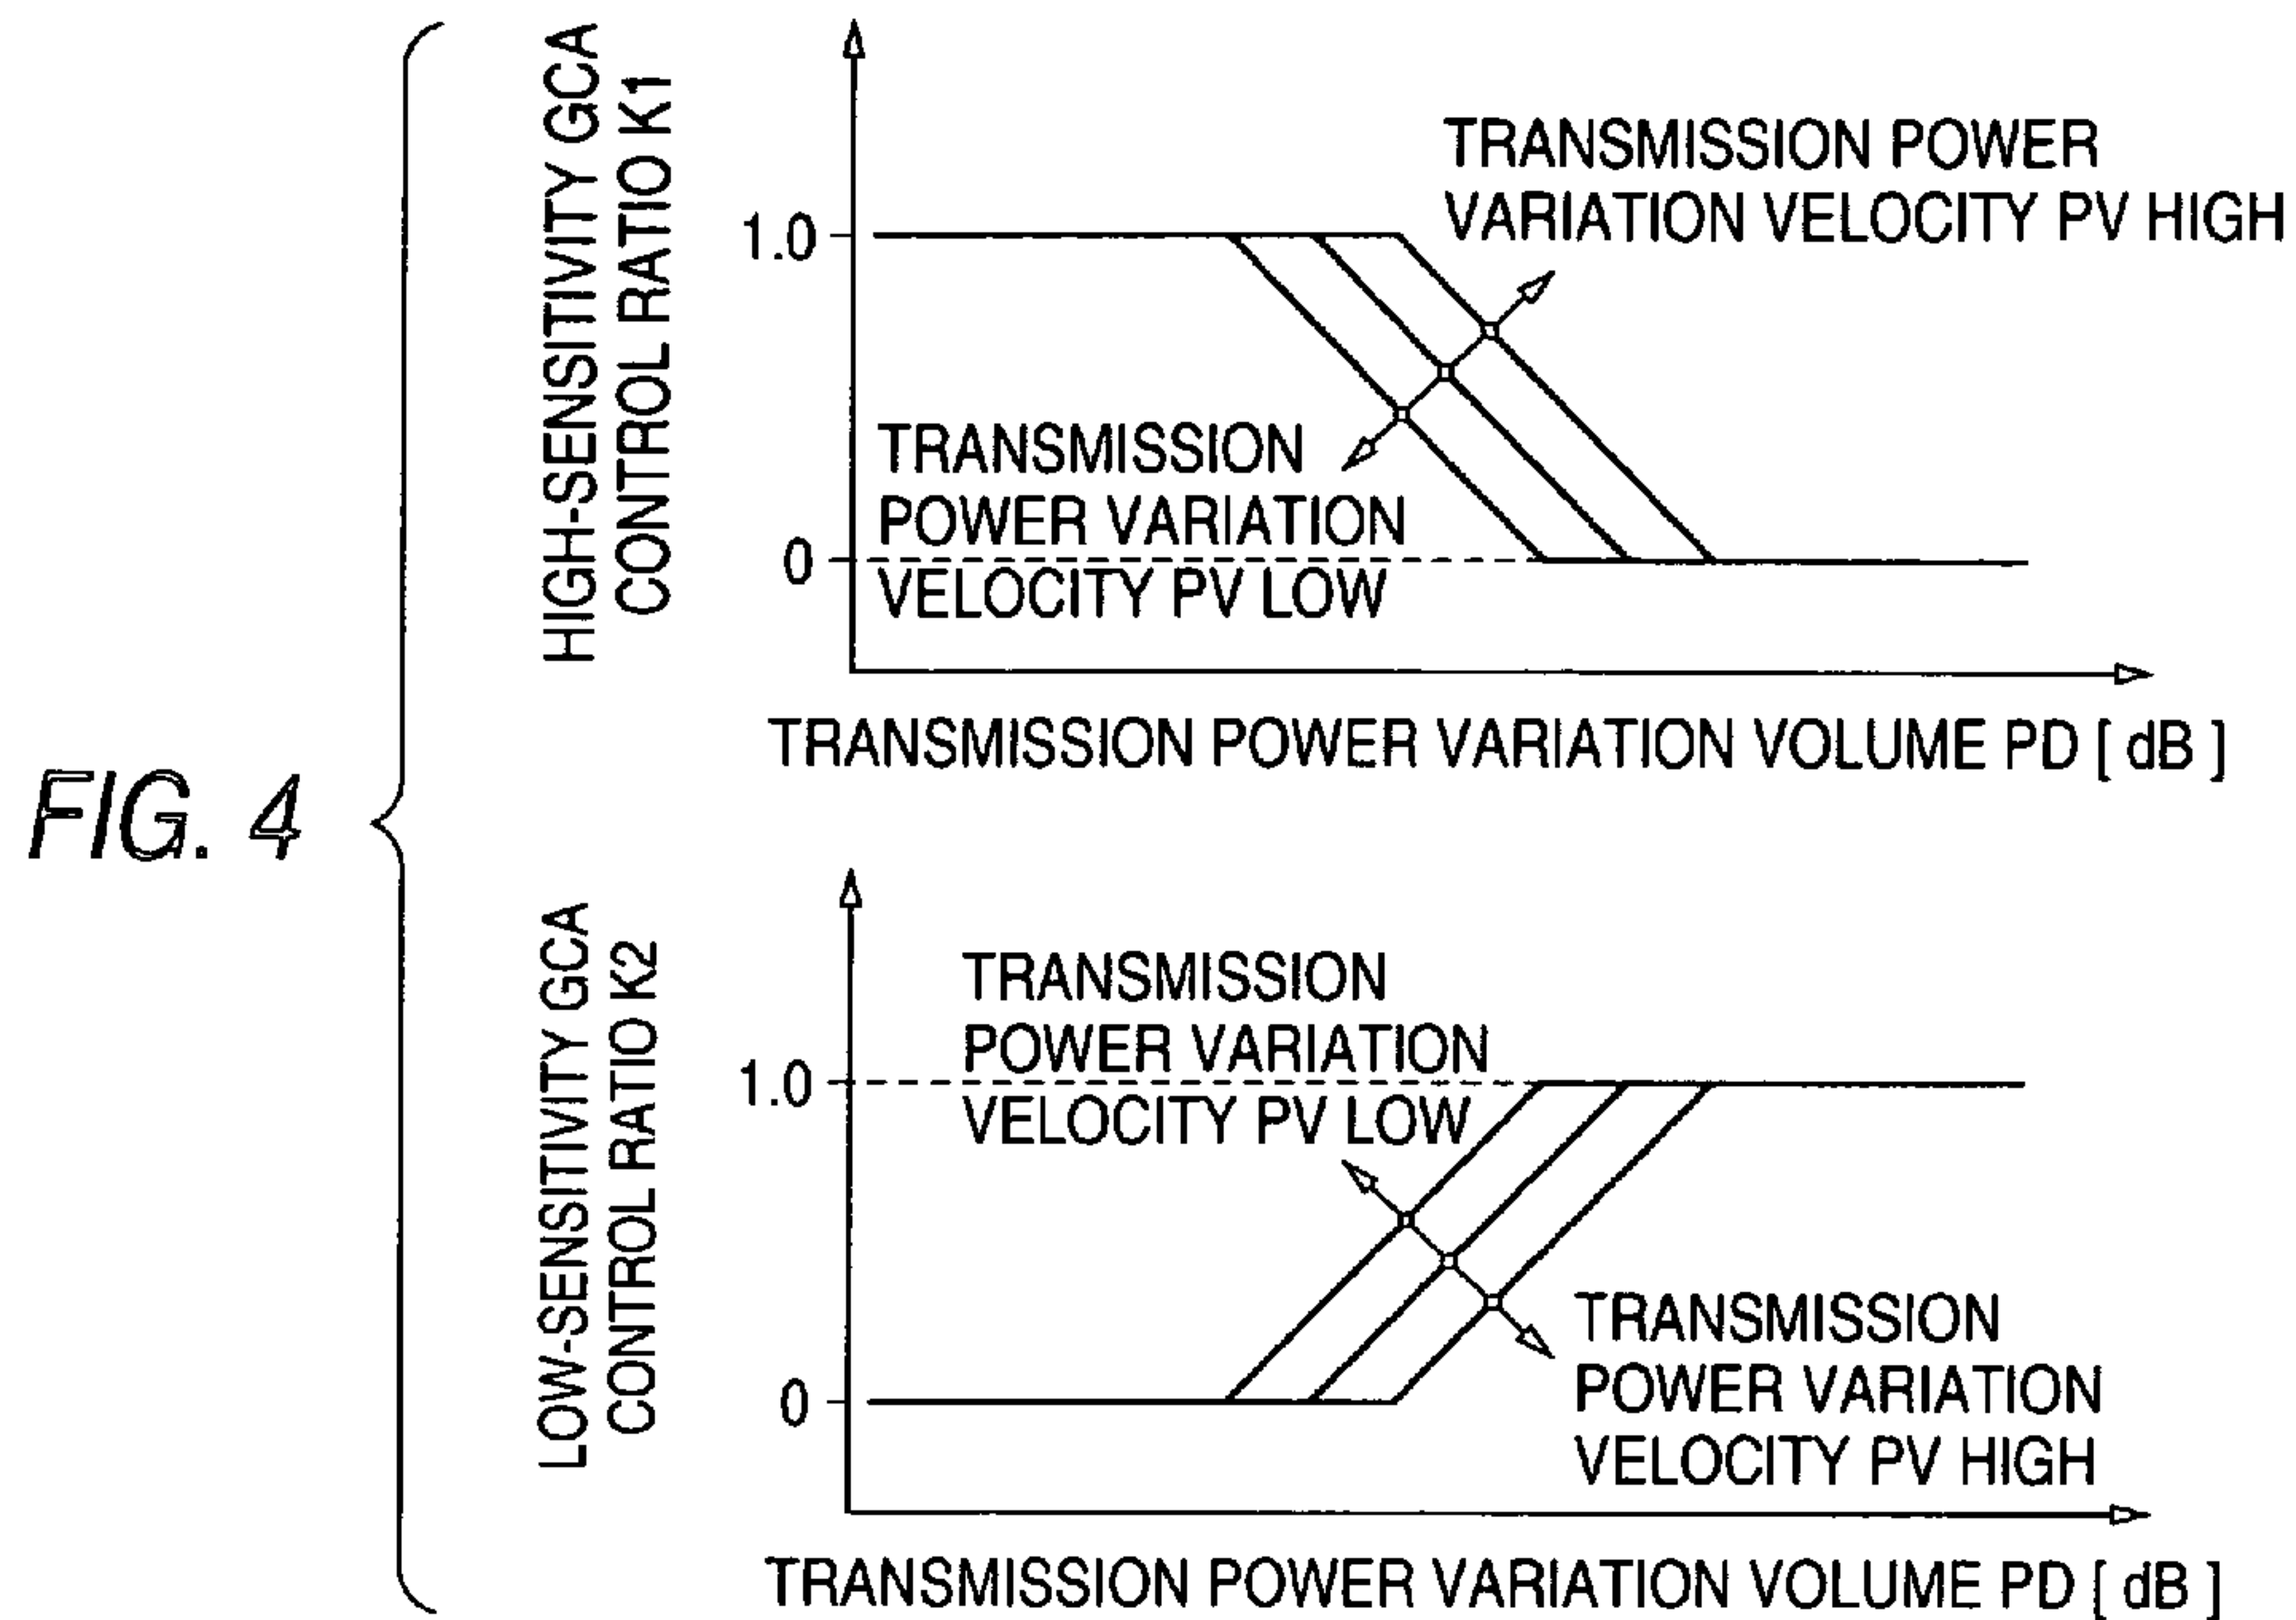 FIG. 4
HIGH-SENSITIVITY GCA
CONTROL RATIO K1
1.0
0
TRANSMISSION POWER
VARIATION VELOCITY PV HIGH
TRANSMISSION
POWER VARIATION
VELOCITY PV LOW
TRANSMISSION POWER VARIATION VOLUME PD [ dB ]
LOW-SENSITIVITY GCA
CONTROL RATIO K2
1.0
0
TRANSMISSION
POWER VARIATION
VELOCITY PV LOW
TRANSMISSION
POWER VARIATION
VELOCITY PV HIGH
TRANSMISSION POWER VARIATION VOLUME PD [ dB ]